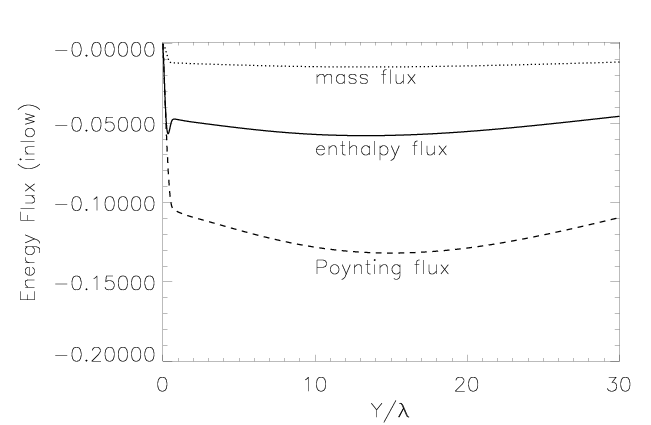 −0.00000
mass flux
−0.05000
enthalpy flux
−0.10000
Poynting flux
−0.15000
−0.20000
Energy Flux (inlow)
0 10 20 30
Y/λ